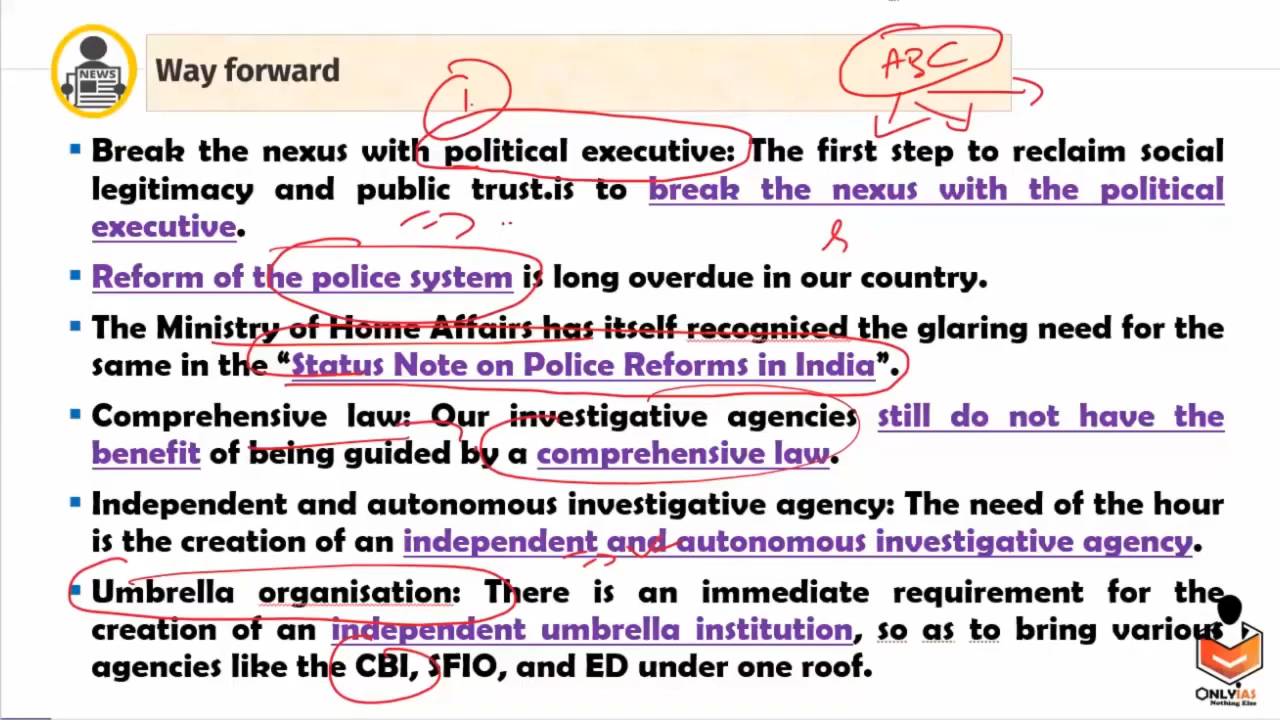 NEWS
Way forward
ABC
1
▪ Break the nexus with political executive: The first step to reclaim social
legitimacy and public trust.is to break the nexus with the political
executive.
▪ Reform of the police system is long overdue in our country.
▪ The Ministry of Home Affairs has itself recognised the glaring need for the
same in the “Status Note on Police Reforms in India”.
▪ Comprehensive law: Our investigative agencies still do not have the
benefit of being guided by a comprehensive law.
▪ Independent and autonomous investigative agency: The need of the hour
is the creation of an independent and autonomous investigative agency.
▪ Umbrella organisation: There is an immediate requirement for the
creation of an independent umbrella institution, so as to bring various
agencies like the CBI, SFIO, and ED under one roof.
ONLYIAS
Nothing Else